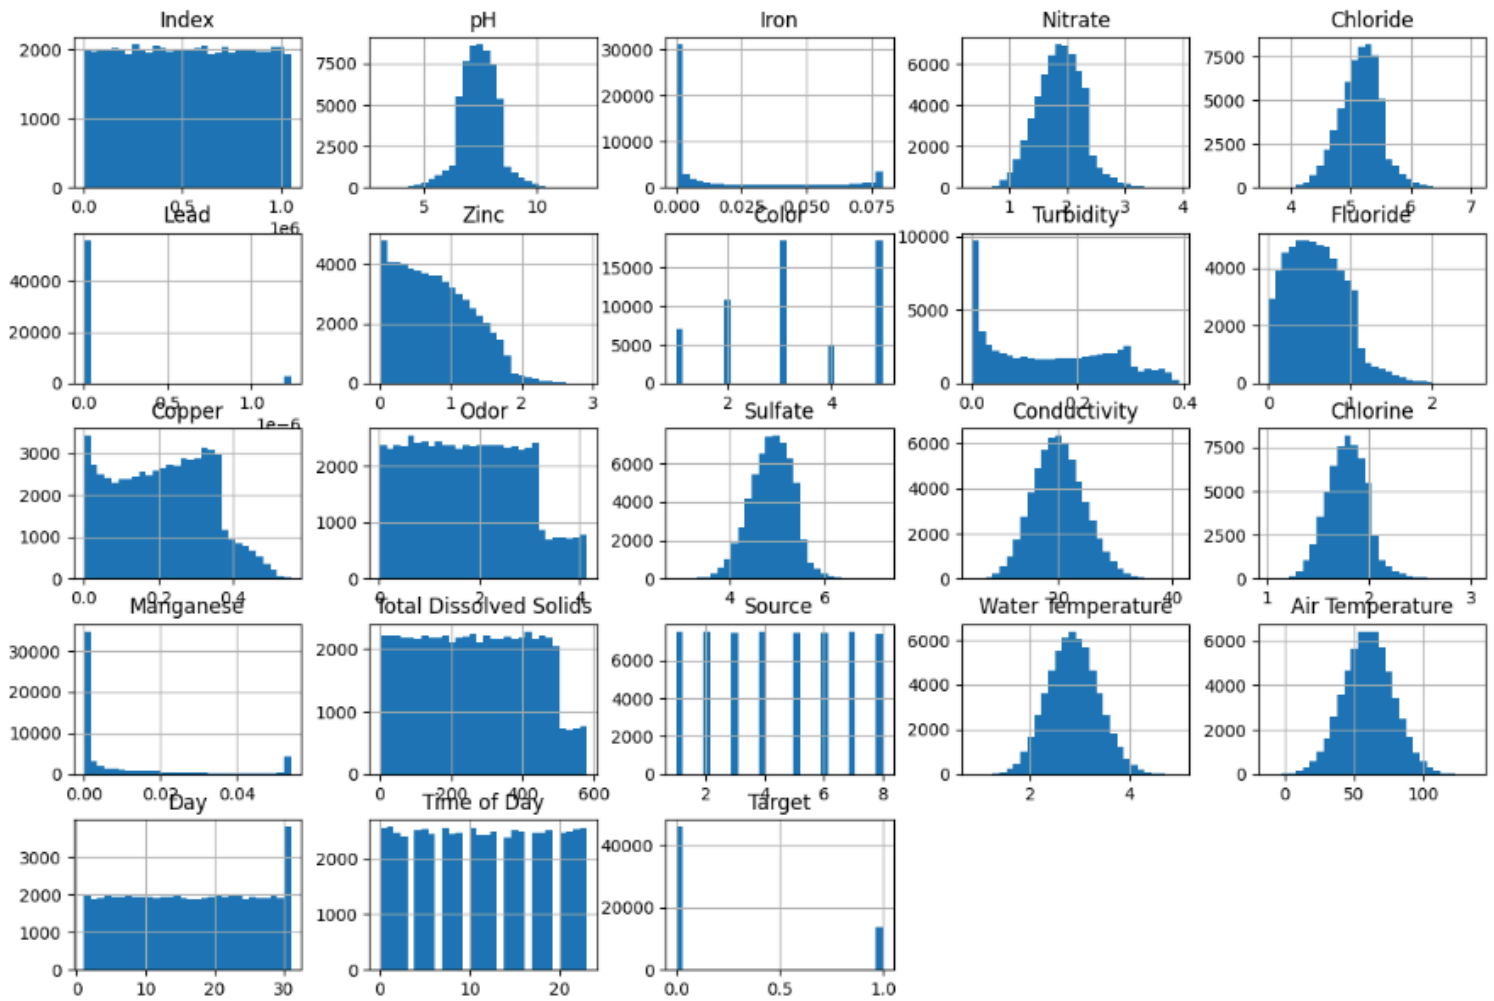 Index
2000
1000
0
0.0 0.5 1.0
1e6
pH
7500
5000
2500
0
5 10
Iron
30000
20000
10000
0
0.000 0.025 0.050 0.075
Nitrate
6000
4000
2000
0
1 2 3 4
Chloride
7500
5000
2500
0
4 5 6 7
Lead
40000
20000
0
0.0 0.5 1.0
1e−6
Zinc
4000
2000
0
0 1 2 3
Color
15000
10000
5000
0
2 4
Turbidity
10000
5000
0
0.0 0.2 0.4
Fluoride
4000
2000
0
0 1 2
Copper
3000
2000
1000
0
0.0 0.2 0.4
Odor
2000
1000
0
0 2 4
Sulfate
6000
4000
2000
0
4 6
Conductivity
6000
4000
2000
0
20 40
Chlorine
7500
5000
2500
0
1 2 3
Manganese
30000
20000
10000
0
0.00 0.02 0.04
Total Dissolved Solids
2000
1000
0
0 200 400 600
Source
6000
4000
2000
0
2 4 6 8
Water Temperature
6000
4000
2000
0
2 4
Air Temperature
6000
4000
2000
0
0 50 100
Day
3000
2000
1000
0
0 10 20 30
Time of Day
2000
1000
0
0 10 20
Target
40000
20000
0
0.0 0.5 1.0